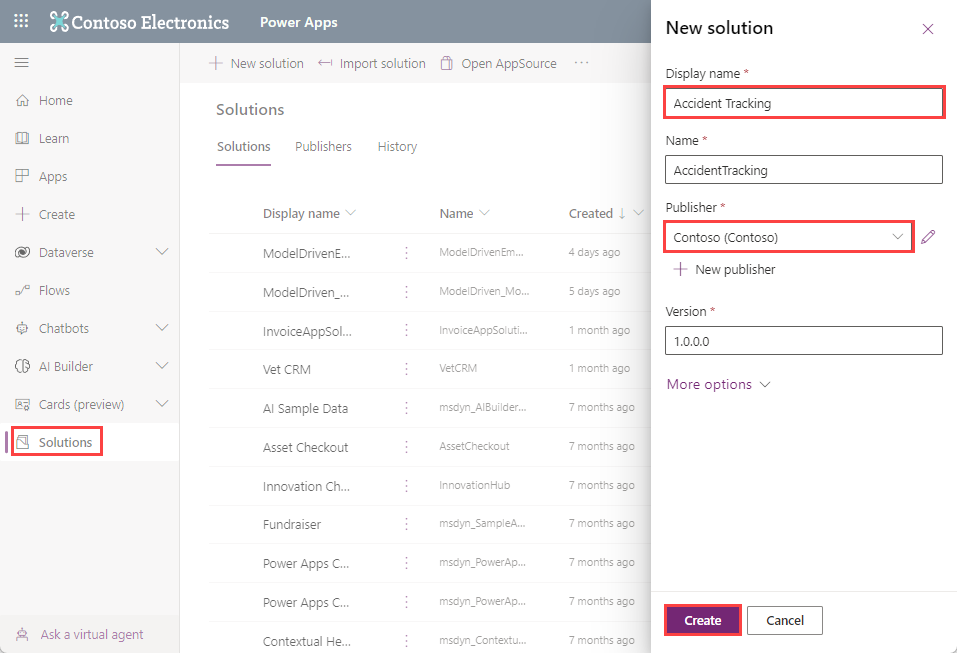 Contoso Electronics Power Apps
Home
Learn
Apps
Create
Dataverse
Flows
Chatbots
AI Builder
Cards (preview)
Solutions
Ask a virtual agent
New solution Import solution Open AppSource ...
Solutions
Solutions Publishers History
Display name Name Created ↓
ModelDrivenE... ModelDrivenEm... 4 days ago
ModelDriven_... ModelDriven_Mo... 5 days ago
InvoiceAppSol... InvoiceAppSoluti... 1 month ago
Vet CRM VetCRM 1 month ago
AI Sample Data msdyn_AIBuilder... 7 months ago
Asset Checkout AssetCheckout 7 months ago
Innovation Ch... InnovationHub 7 months ago
Fundraiser msdyn_SampleA... 7 months ago
Power Apps C... msdyn_PowerAp... 7 months ago
Power Apps C... msdyn_PowerAp... 7 months ago
Contextual He... msdyn_Contextu... 7 months ago
New solution
Display name *
Accident Tracking
Name *
AccidentTracking
Publisher *
Contoso (Contoso)
New publisher
Version *
1.0.0.0
More options
Create Cancel